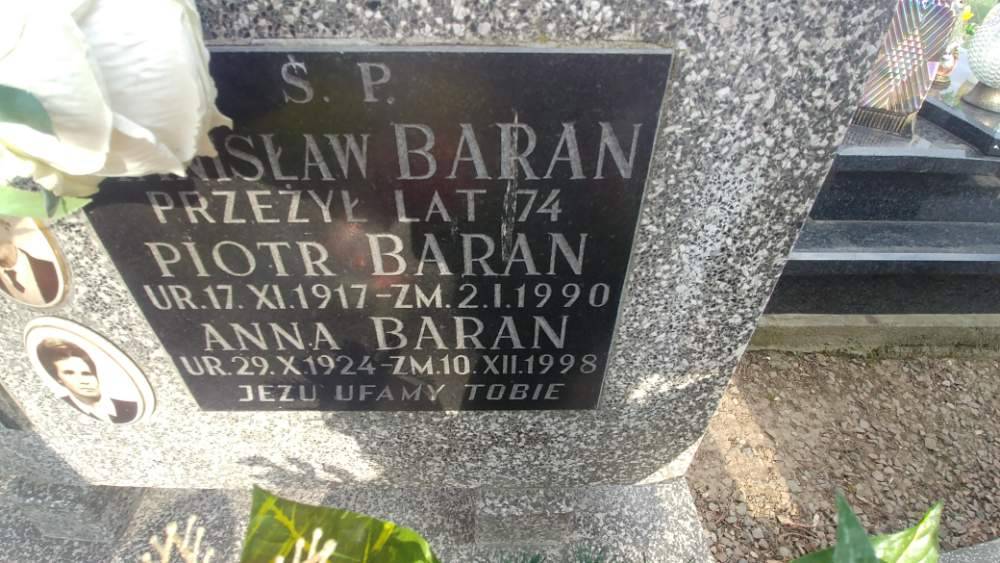 Ś. P.
NISŁAW BARAN
PRZEŻYŁ LAT 74
PIOTR BARAN
UR. 17. XI. 1917 - ZM. 2. I. 1990
ANNA BARAN
UR. 29. X. 1924 - ZM. 10. XII. 1998
JEZU UFAMY TOBIE